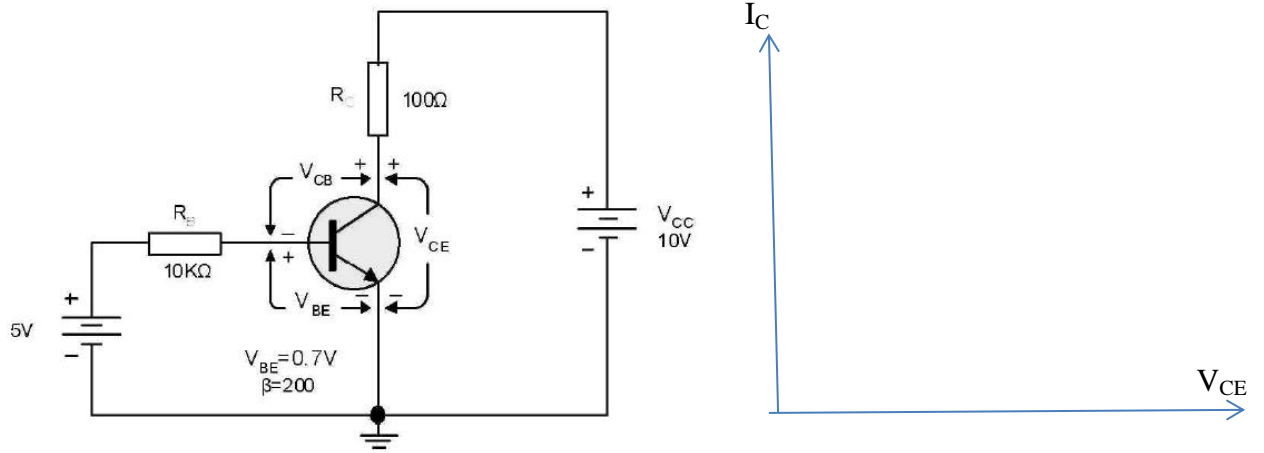 I_C
R_C 100Ω
V_CB + +
+
V_CC
10V
−
R_B
10KΩ
−
+
V_CE
V_BE − −
+
5V
−
V_BE=0.7V
β=200
V_CE